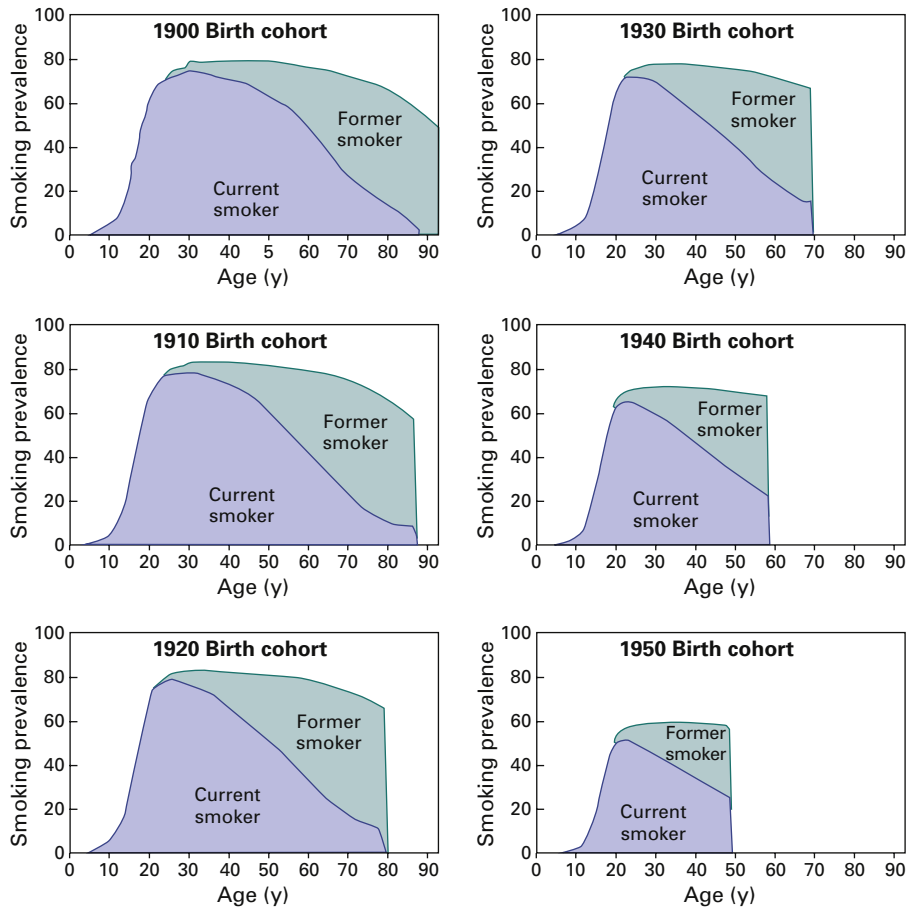 1900 Birth cohort
Smoking prevalence
100
80
60
40
20
0
Former
smoker
Current
smoker
0 10 20 30 40 5 60 70 80 90
Age (y)
1930 Birth cohort
Smoking prevalence
100
80
60
40
20
0
Former
smoker
Current
smoker
0 10 20 30 40 50 60 70 80 90
Age (y)
1910 Birth cohort
Smoking prevalence
100
80
60
40
20
0
Former
smoker
Current
smoker
0 10 20 30 40 50 60 70 80 90
Age (y)
1940 Birth cohort
Smoking prevalence
100
80
60
40
20
0
Former
smoker
Current
smoker
0 10 20 30 40 50 60 70 80 90
Age (y)
1920 Birth cohort
Smoking prevalence
100
80
60
40
20
0
Former
smoker
Current
smoker
0 10 20 30 40 50 60 70 80 90
Age (y)
1950 Birth cohort
Smoking prevalence
100
80
60
40
20
0
Former
smoker
Current
smoker
0 10 20 30 40 50 60 70 80 90
Age (y)